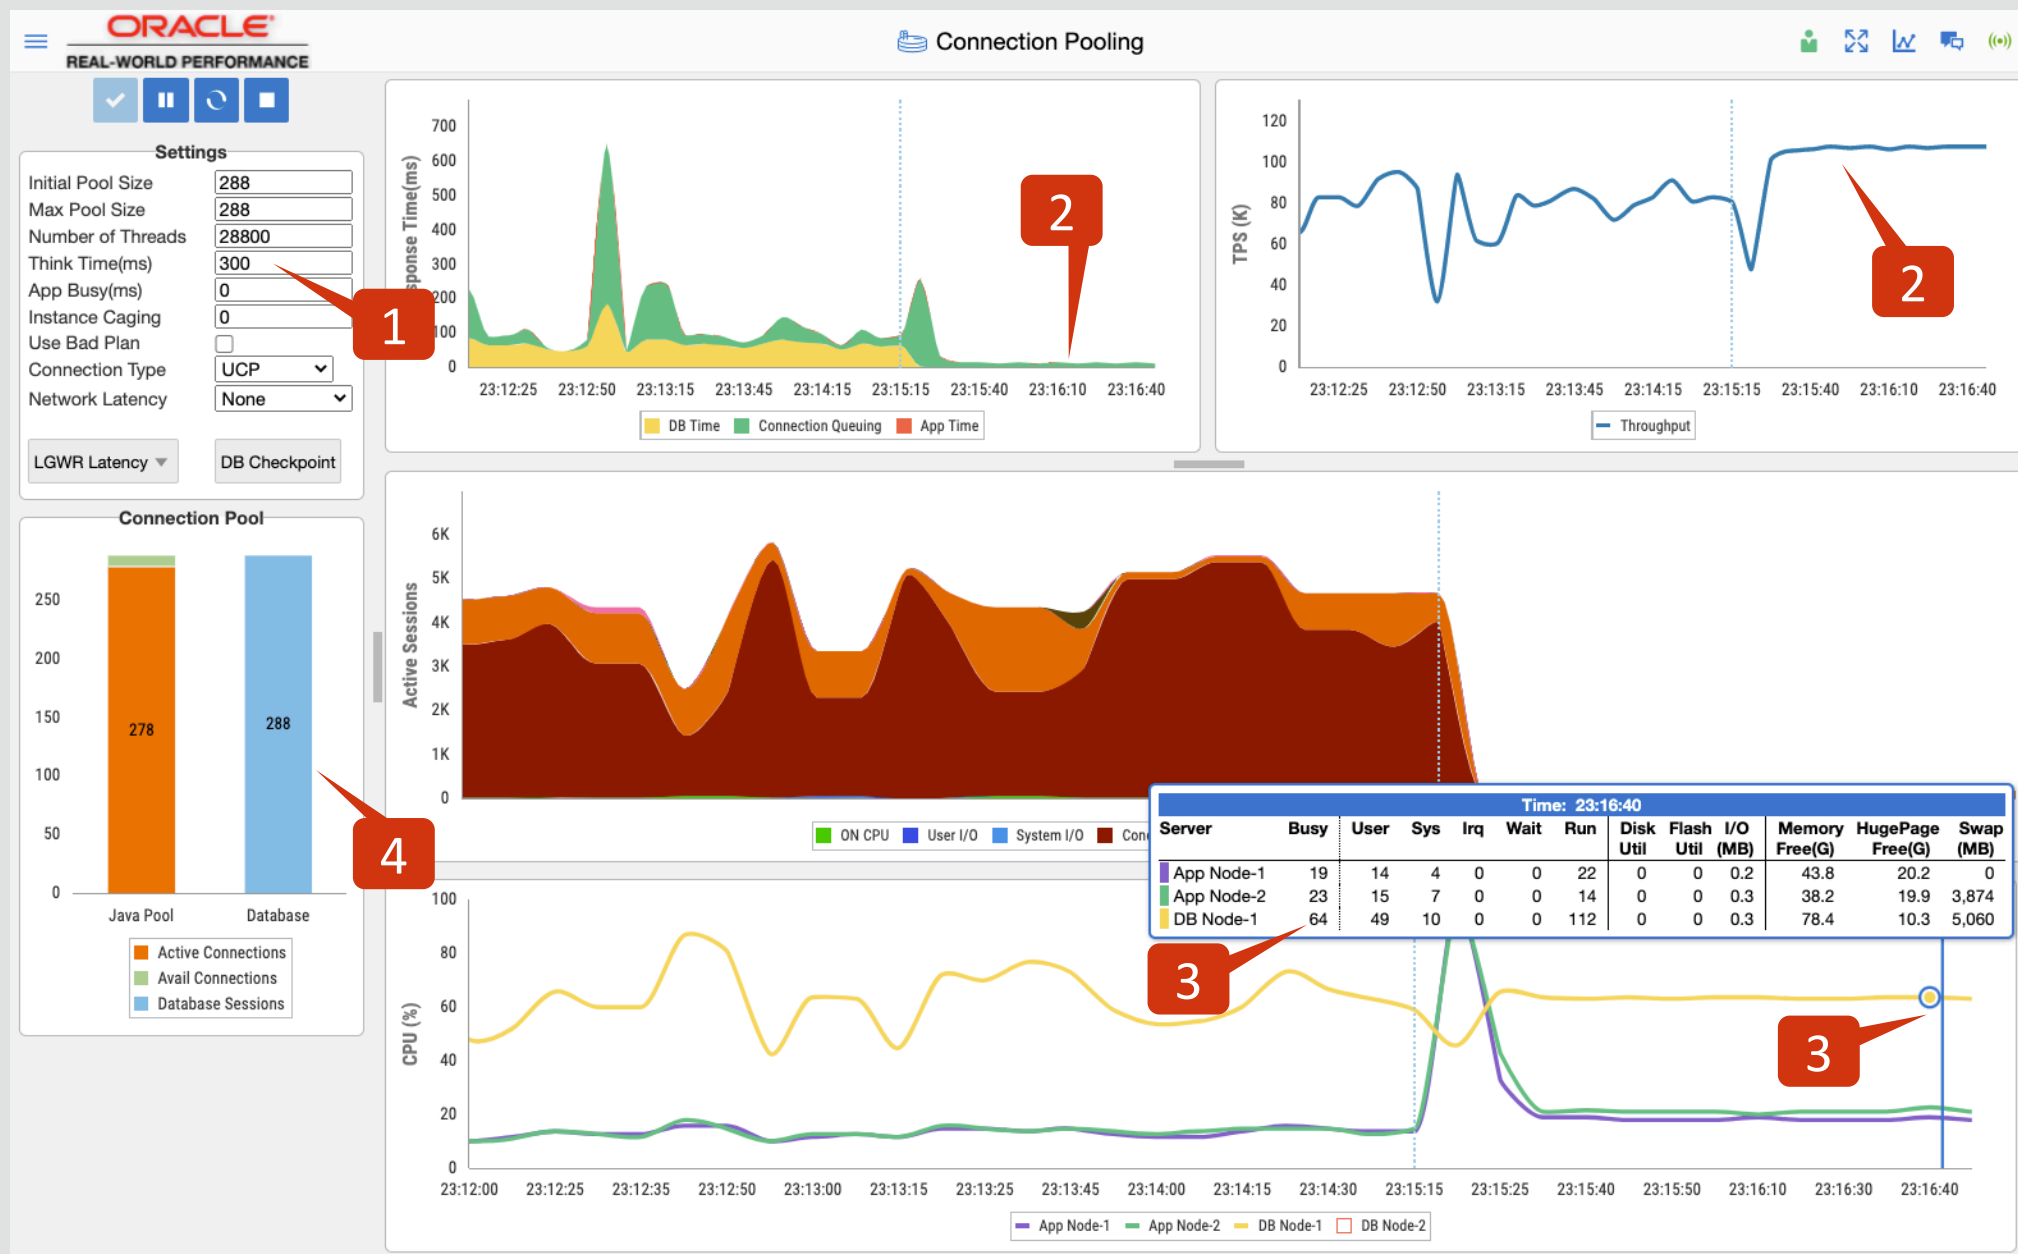 ORACLE
REAL-WORLD PERFORMANCE
Connection Pooling
Settings
Initial Pool Size 288
Max Pool Size 288
Number of Threads 28800
Think Time(ms) 300
App Busy(ms) 0
Instance Caging 0
Use Bad Plan
Connection Type UCP
Network Latency None
LGWR Latency DB Checkpoint
1
Connection Pool
250
200
150
100
50
0
278
288
Java Pool Database
Active Connections
Avail Connections
Database Sessions
4
sponse Time(ms)
700
600
500
400
300
200
100
0
23:12:25 23:12:50 23:13:15 23:13:45 23:14:15 23:15:15 23:15:40 23:16:10 23:16:40
DB Time Connection Queuing App Time
2
TPS (K)
120
100
80
60
40
20
0
23:12:25 23:12:50 23:13:15 23:13:45 23:14:15 23:15:15 23:15:40 23:16:10 23:16:40
Throughput
2
Active Sessions
6K
5K
4K
3K
2K
1K
0
ON CPU User I/O System I/O
Time: 23:16:40
Server Busy User Sys Irq Wait Run Disk Util Flash Util I/O (MB) Memory Free(G) HugePage Free(G) Swap (MB)
App Node-1 19 14 4 0 0 22 0 0 0.2 43.8 20.2 0
App Node-2 23 15 7 0 0 14 0 0 0.3 38.2 19.9 3,874
DB Node-1 64 49 10 0 0 112 0 0 0.3 78.4 10.3 5,060
3
3
CPU (%)
100
80
60
40
20
0
23:12:00 23:12:25 23:12:35 23:12:50 23:13:00 23:13:15 23:13:25 23:13:45 23:14:00 23:14:15 23:14:30 23:15:15 23:15:25 23:15:40 23:15:50 23:16:10 23:16:30 23:16:40
App Node-1 App Node-2 DB Node-1 DB Node-2